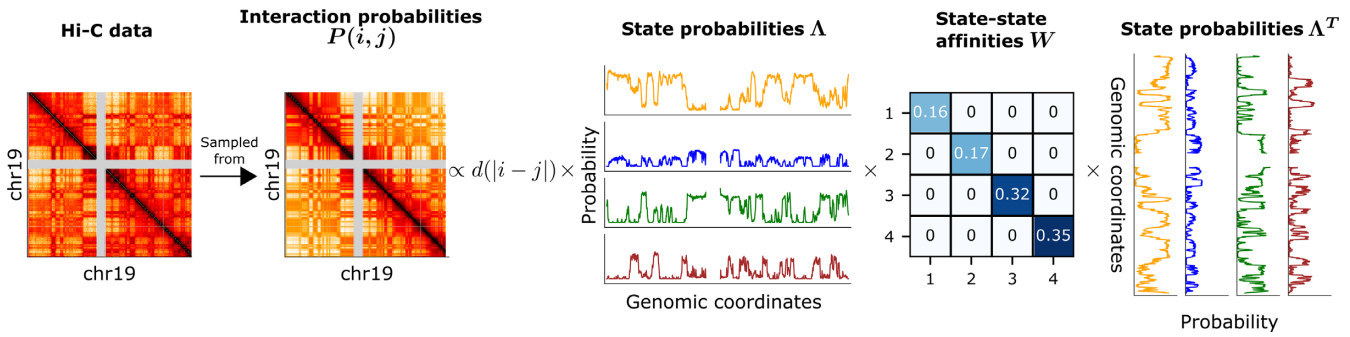 Hi-C data
Interaction probabilities
P(i, j)
State probabilities Λ
State-state
affinities W
State probabilities Λ^T
chr19
chr19
Sampled
from
chr19
chr19
∝ d(|i − j|) ×
Probability
Genomic coordinates
×
1 0.16 0 0 0
2 0 0.17 0 0
3 0 0 0.32 0
4 0 0 0 0.35
1 2 3 4
×
Genomic coordinates
Probability